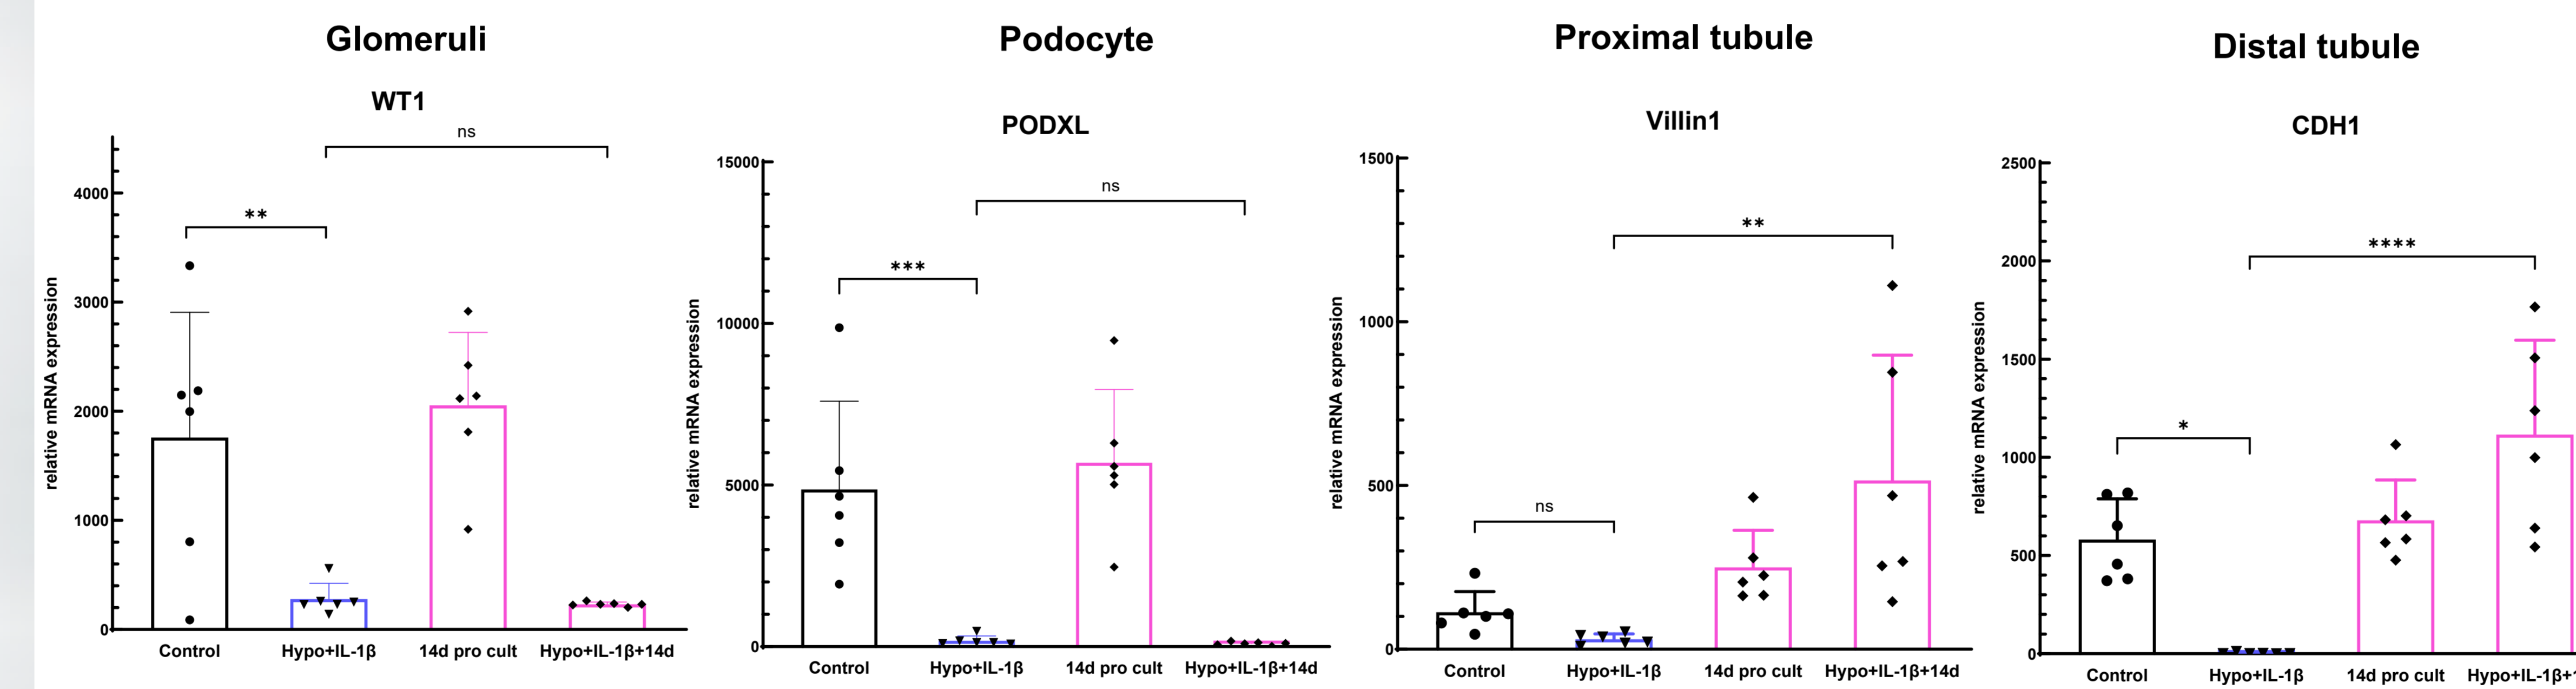 Glomeruli
WT1
ns
**
4000
3000
2000
1000
0
relative mRNA expression
Control
Hypo+IL-1β
14d pro cult
Hypo+IL-1β+14d
Podocyte
PODXL
ns
***
15000
10000
5000
0
relative mRNA expression
Control
Hypo+IL-1β
14d pro cult
Hypo+IL-1β+14d
Proximal tubule
Villin1
**
ns
1500
1000
500
0
relative mRNA expression
Control
Hypo+IL-1β
14d pro cult
Hypo+IL-1β+14d
Distal tubule
CDH1
****
*
2500
2000
1500
1000
500
0
relative mRNA expression
Control
Hypo+IL-1β
14d pro cult
Hypo+IL-1β+